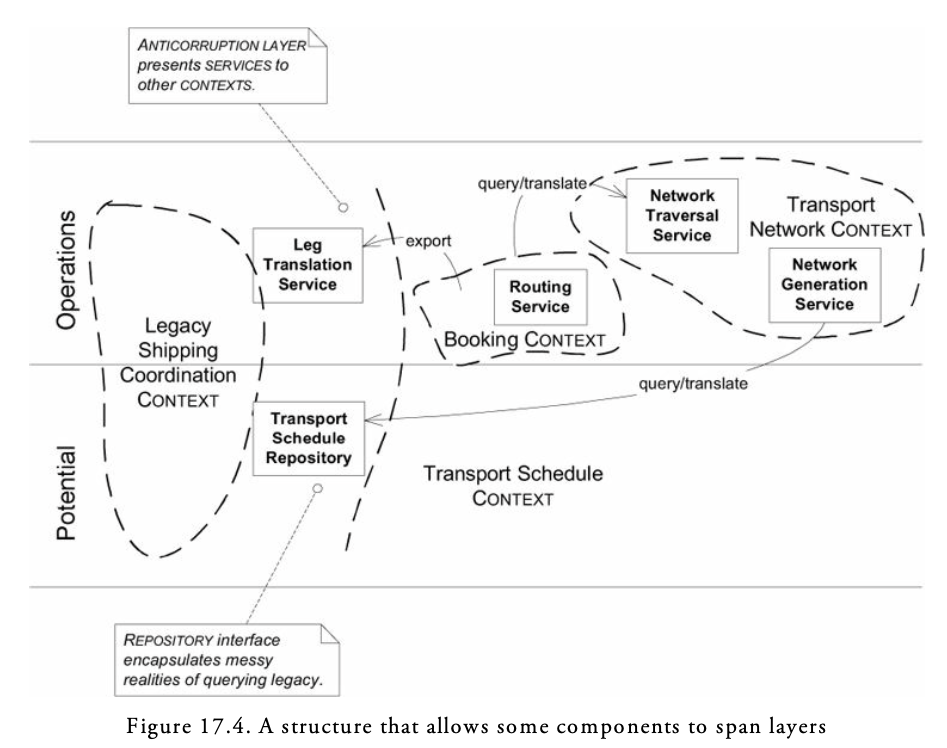 ANTICORRUPTION LAYER
presents SERVICES to
other CONTEXTS.
Operations
Leg
Translation
Service
export
query/translate
Network
Traversal
Service
Transport
Network CONTEXT
Network
Generation
Service
Routing
Service
Booking CONTEXT
Legacy
Shipping
Coordination
CONTEXT
query/translate
Potential
Transport
Schedule
Repository
Transport Schedule
CONTEXT
REPOSITORY interface
encapsulates messy
realities of querying legacy.
Figure 17.4. A structure that allows some components to span layers